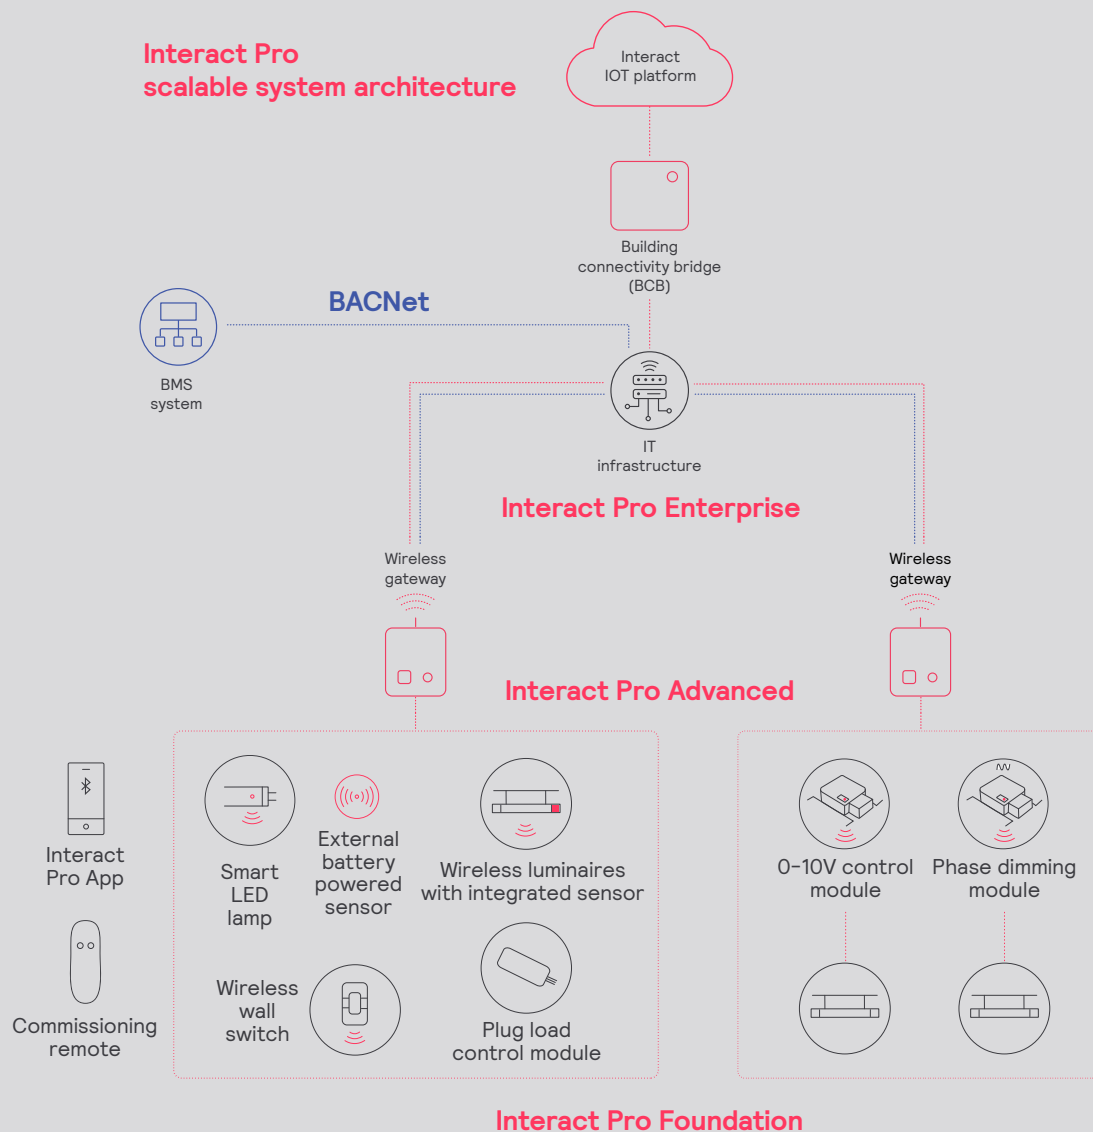 Interact Pro
scalable system architecture
Interact
IOT platform
Building
connectivity bridge
(BCB)
BACNet
BMS
system
IT
infrastructure
Interact Pro Enterprise
Wireless
gateway
Wireless
gateway
Interact Pro Advanced
Interact
Pro App
Commissioning
remote
Smart
LED
lamp
External
battery
powered
sensor
Wireless luminaires
with integrated sensor
Wireless
wall
switch
Plug load
control module
0-10V control
module
Phase dimming
module
Interact Pro Foundation